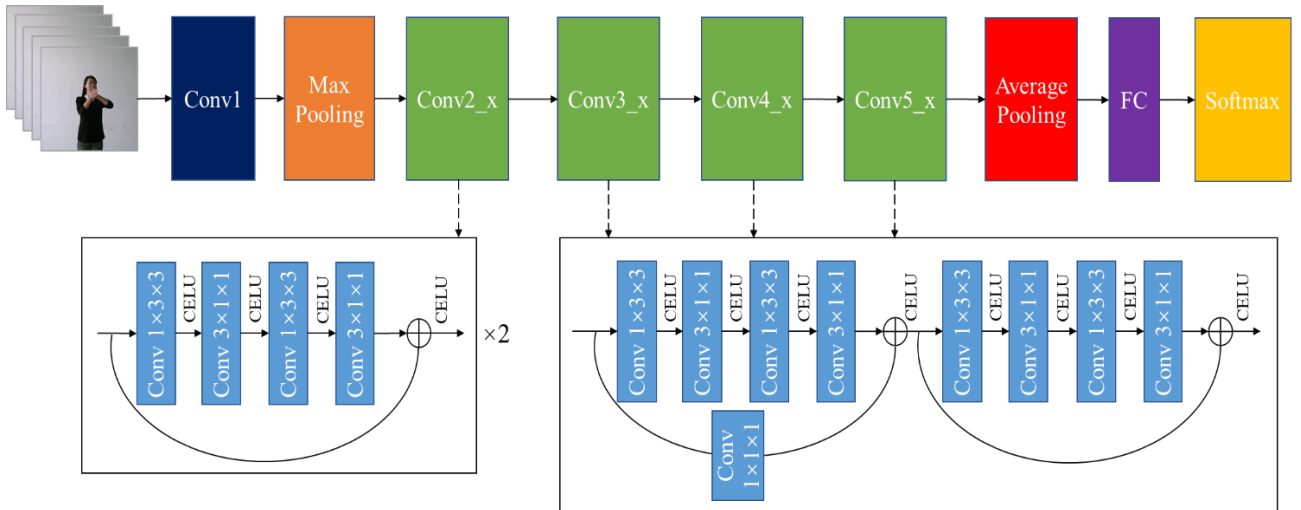 Conv1
Max
Pooling
Conv2_x
Conv3_x
Conv4_x
Conv5_x
Average
Pooling
FC
Softmax
Conv 1×3×3
CELU
Conv 3×1×1
CELU
Conv 1×3×3
CELU
Conv 3×1×1
CELU
×2
Conv 1×3×3
CELU
Conv 3×1×1
CELU
Conv 1×3×3
CELU
Conv 3×1×1
CELU
Conv
1×1×1
Conv 1×3×3
CELU
Conv 3×1×1
CELU
Conv 1×3×3
CELU
Conv 3×1×1
CELU